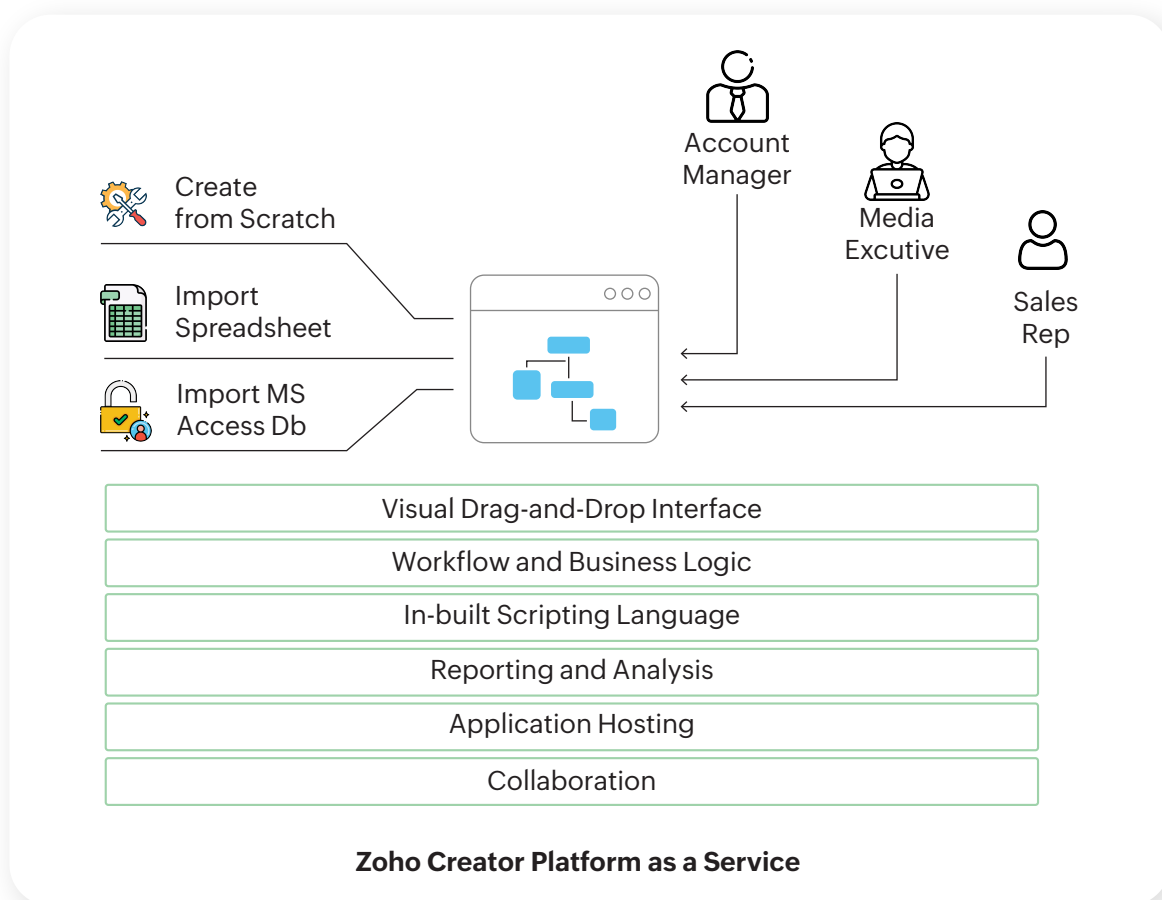 Account
Manager
Media
Excutive
Sales
Rep
Create
from Scratch
Import
Spreadsheet
Import MS
Access Db
Visual Drag-and-Drop Interface
Workflow and Business Logic
In-built Scripting Language
Reporting and Analysis
Application Hosting
Collaboration
Zoho Creator Platform as a Service